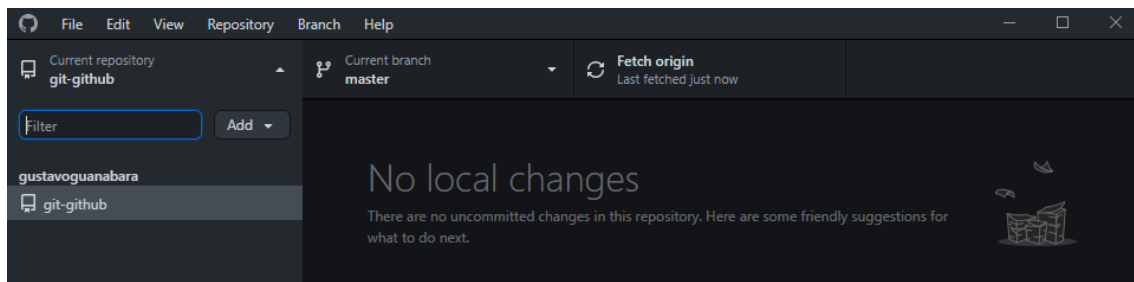 File Edit View Repository Branch Help
Current repository
git-github
Current branch
master
Fetch origin
Last fetched just now
Filter
Add
gustavoguanabara
git-github
No local changes
There are no uncommitted changes in this repository. Here are some friendly suggestions for
what to do next.